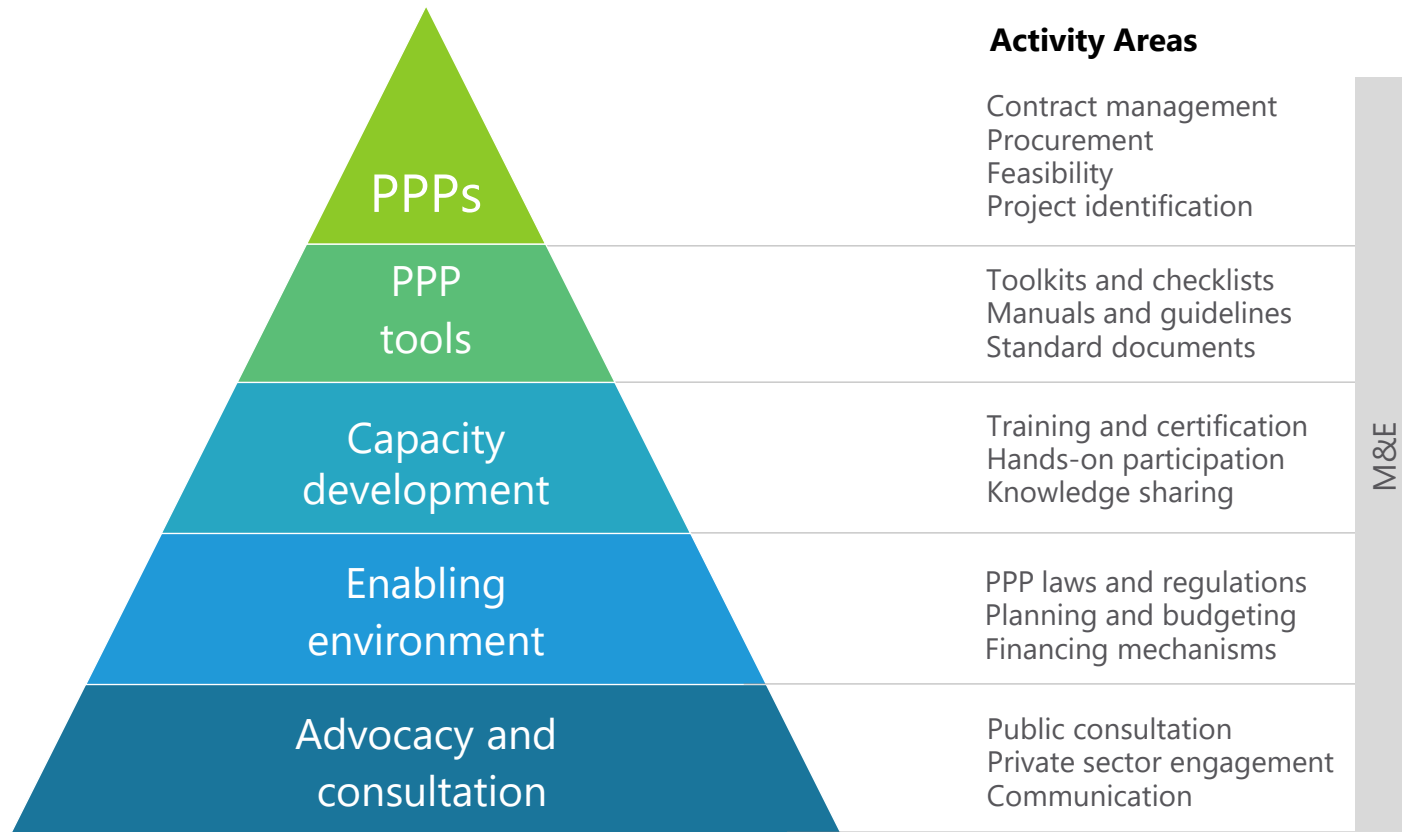 Activity Areas
PPPs
Contract management
Procurement
Feasibility
Project identification
PPP
tools
Toolkits and checklists
Manuals and guidelines
Standard documents
Capacity
development
Training and certification
Hands-on participation
Knowledge sharing
Enabling
environment
PPP laws and regulations
Planning and budgeting
Financing mechanisms
Advocacy and
consultation
Public consultation
Private sector engagement
Communication
M&E